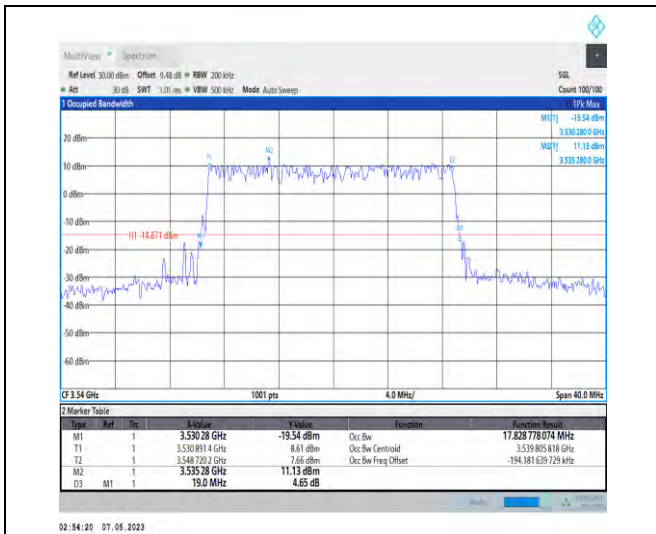 MultiView Spectrum
Ref Level 30.00 dBm Offset 9.48 dB RBW 200 kHz SGL
Att 30 dB SWT 1.01 ms VBW 500 kHz Mode Auto Sweep Count 100/100
1 Occupied Bandwidth 1Pk Max
M1[1] -19.54 dBm
3.530 280 0 GHz
20 dBm
M2[1] 11.13 dBm
3.535 280 0 GHz
M2
T1 T2
10 dBm
0 dBm
-10 dBm
H1 -14.871 dBm
D3
-20 dBm
-30 dBm
-40 dBm
-50 dBm
-60 dBm
CF 3.54 GHz 1001 pts 4.0 MHz/ Span 40.0 MHz
2 Marker Table
Type Ref Trc X-Value Y-Value Function Function Result
M1 1 3.530 28 GHz -19.54 dBm Occ Bw 17.828 778 074 MHz
T1 1 3.530 891 4 GHz 8.61 dBm Occ Bw Centroid 3.539 805 818 GHz
T2 1 3.548 720 2 GHz 7.66 dBm Occ Bw Freq Offset -194.181 639 729 kHz
M2 1 3.535 28 GHz 11.13 dBm
D3 M1 1 19.0 MHz 4.65 dB
02:54:20 07.05.2023